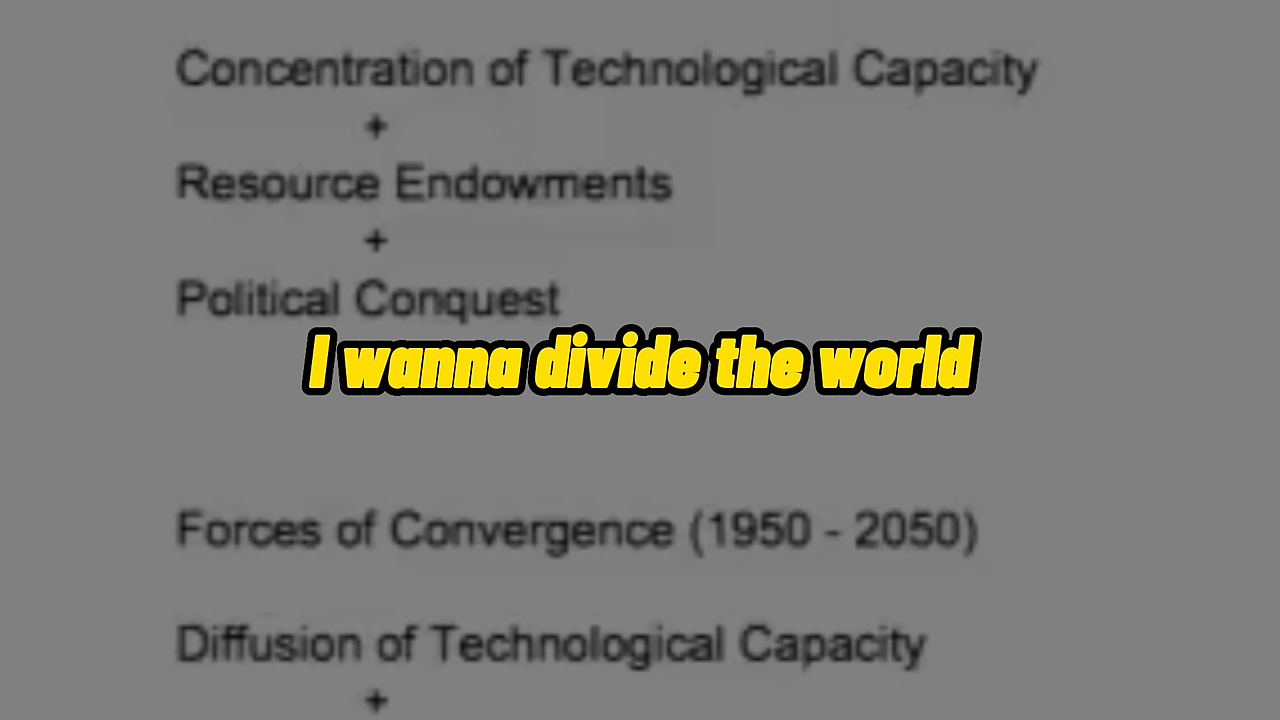 Concentration of Technological Capacity
+
Resource Endowments
+
Political Conquest
I wanna divide the world
Forces of Convergence (1950 - 2050)
Diffusion of Technological Capacity
+